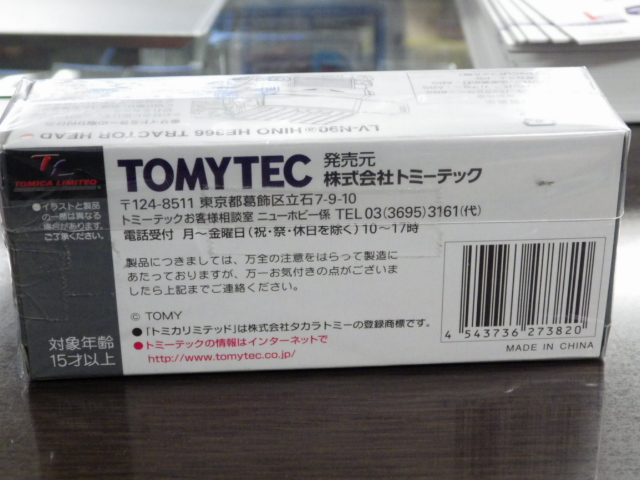 LV-N90 HINO HE366 TRACTOR HEAD
TL
TOMICA LIMITED
●イラストと製品
の一部は異なる
場合があります。
ご了承ください。
対象年齢
15才以上
TOMYTEC
発売元
株式会社トミーテック
〒124-8511 東京都葛飾区立石7-9-10
トミーテックお客様相談室 ニューホビー係 TEL 03(3695)3161(代)
電話受付 月〜金曜日(祝・祭・休日を除く)10〜17時
製品につきましては、万全の注意をはらって製造に
あたっておりますが、万一お気付きの点がございま
したら上記までご連絡ください。
© TOMY
●「トミカリミテッド」は株式会社タカラトミーの登録商標です。
●トミーテックの情報はインターネットで
http://www.tomytec.co.jp/
4 543736 273820
MADE IN CHINA